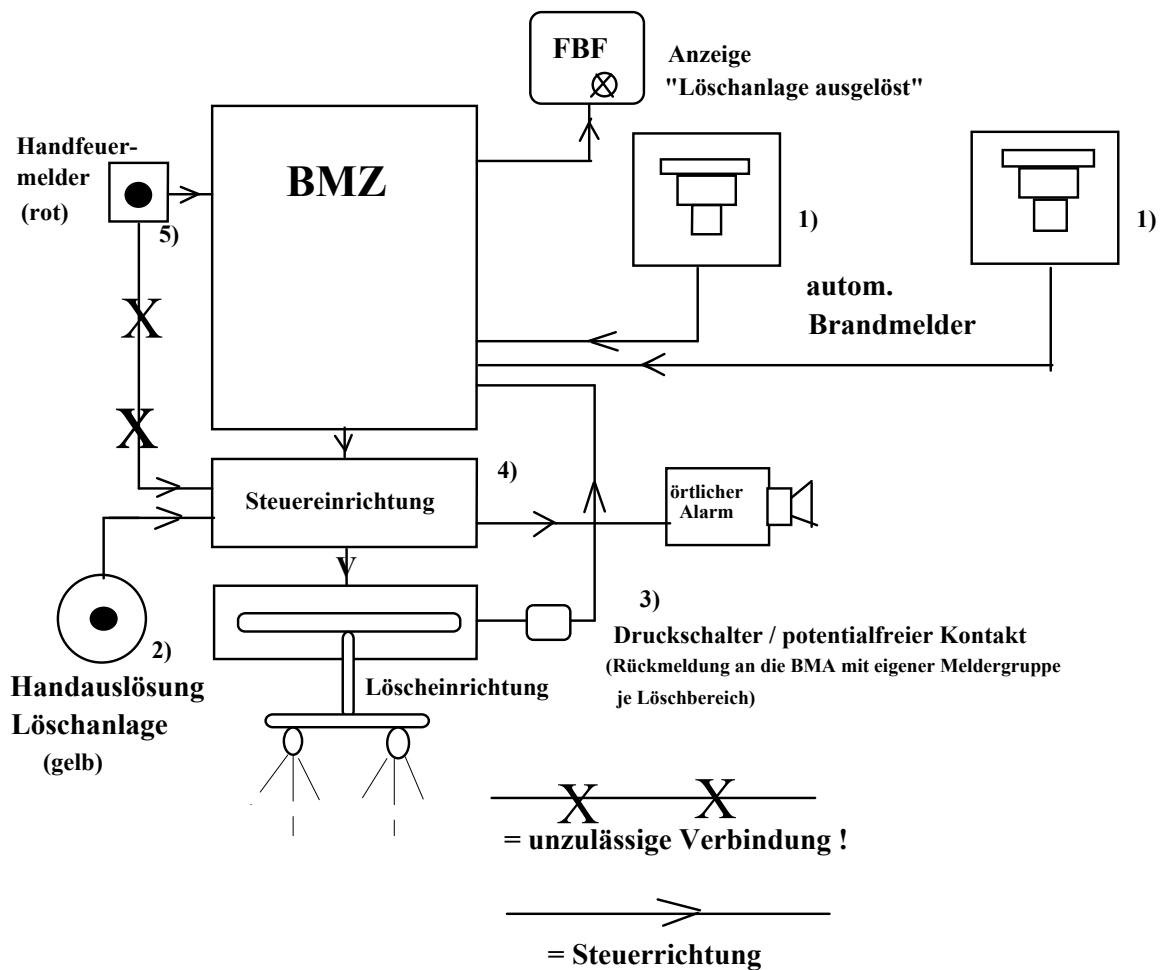 FBF
Anzeige
"Löschanlage ausgelöst"
Handfeuer-
melder
(rot)
5)
BMZ
1)
1)
autom.
Brandmelder
X
X
4)
Steuereinrichtung
örtlicher
Alarm
2)
Handauslösung
Löschanlage
(gelb)
3)
Druckschalter / potentialfreier Kontakt
(Rückmeldung an die BMA mit eigener Meldergruppe
je Löschbereich)
Löscheinrichtung
X X
= unzulässige Verbindung !
= Steuerrichtung